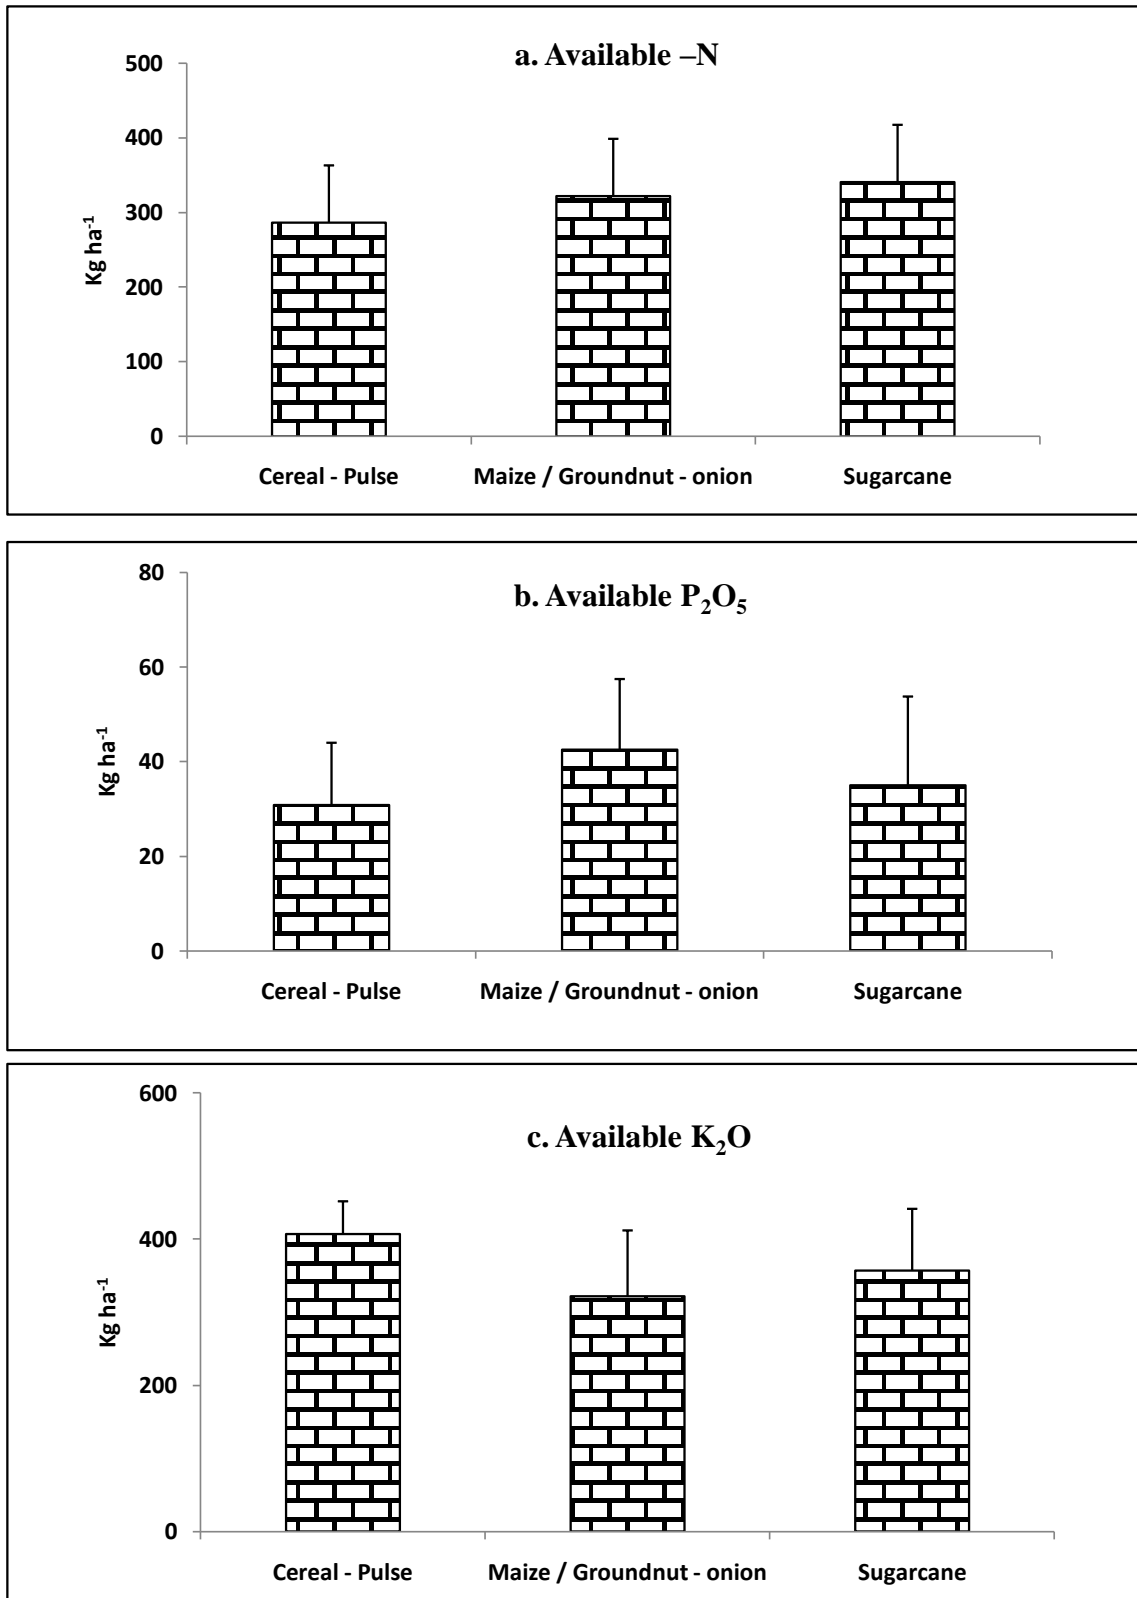 a. Available –N
500
400
300
200
100
0
Kg ha⁻¹
Cereal - Pulse Maize / Groundnut - onion Sugarcane
b. Available P₂O₅
80
60
40
20
0
Kg ha⁻¹
Cereal - Pulse Maize / Groundnut - onion Sugarcane
c. Available K₂O
600
400
200
0
Kg ha⁻¹
Cereal - Pulse Maize / Groundnut - onion Sugarcane